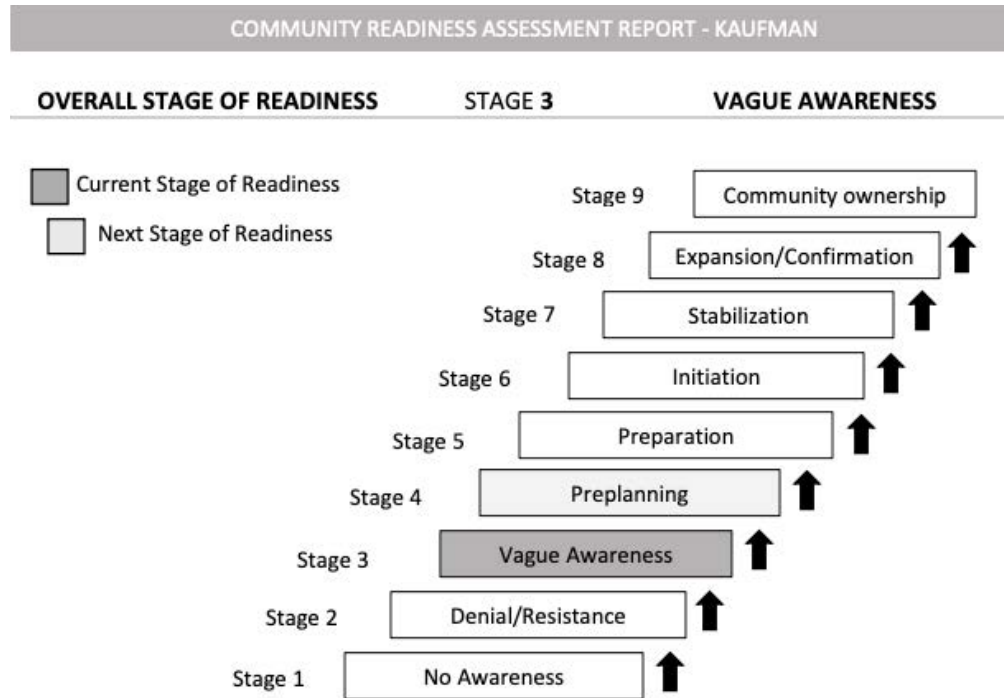 COMMUNITY READINESS ASSESSMENT REPORT - KAUFMAN
OVERALL STAGE OF READINESS STAGE 3 VAGUE AWARENESS
Current Stage of Readiness
Next Stage of Readiness
Stage 9 Community ownership
Stage 8 Expansion/Confirmation
Stage 7 Stabilization
Stage 6 Initiation
Stage 5 Preparation
Stage 4 Preplanning
Stage 3 Vague Awareness
Stage 2 Denial/Resistance
Stage 1 No Awareness